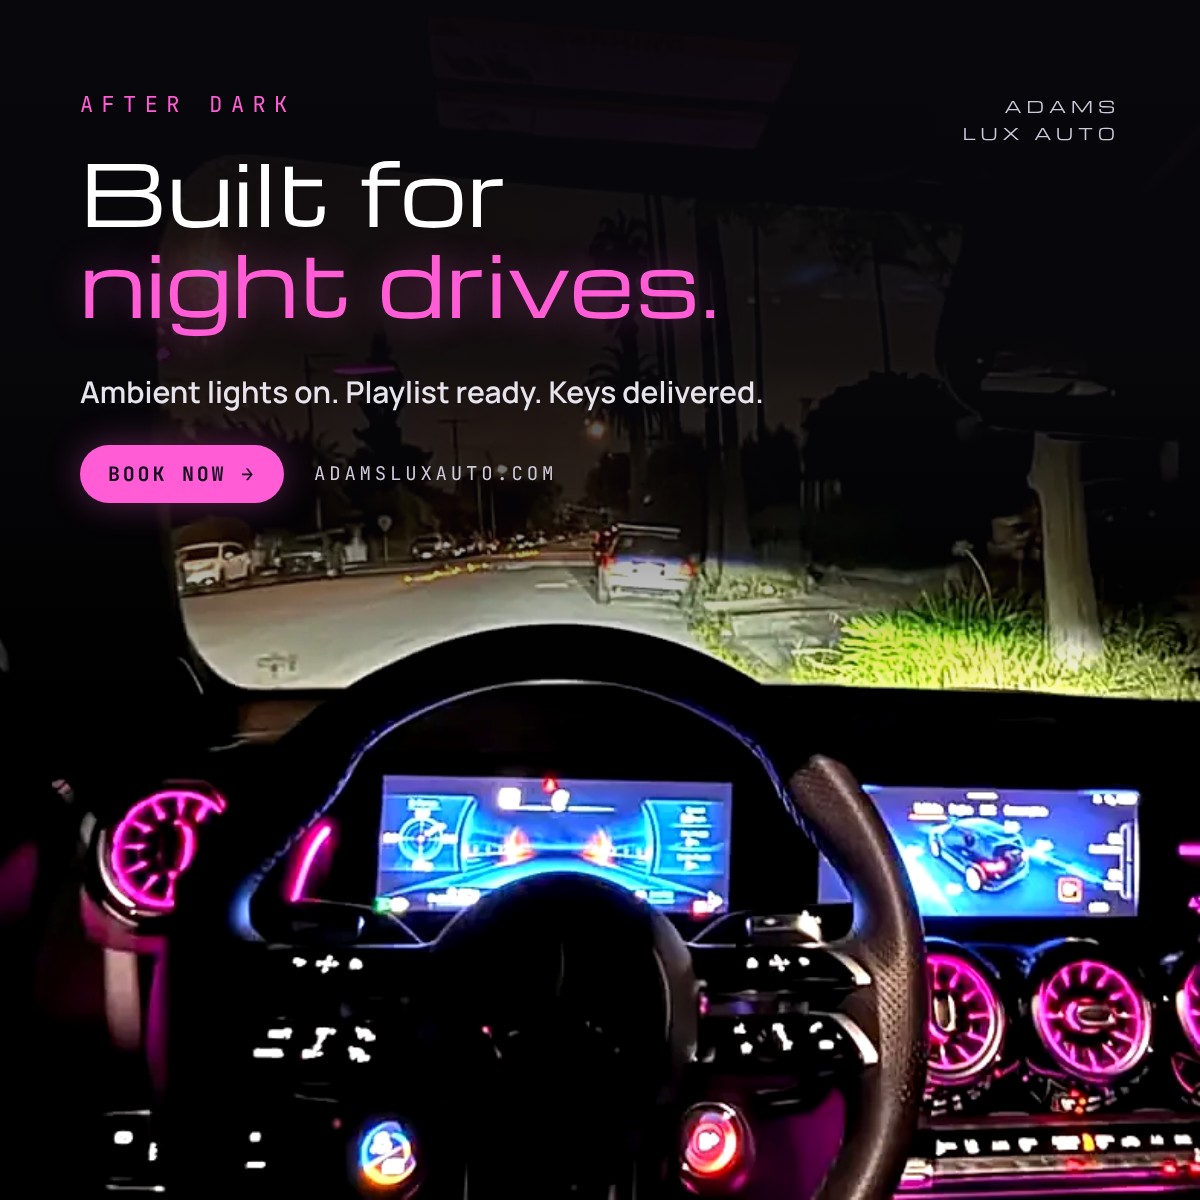 AFTER DARK
ADAMS
LUX AUTO
Built for
night drives.
Ambient lights on. Playlist ready. Keys delivered.
BOOK NOW →
ADAMSLUXAUTO.COM